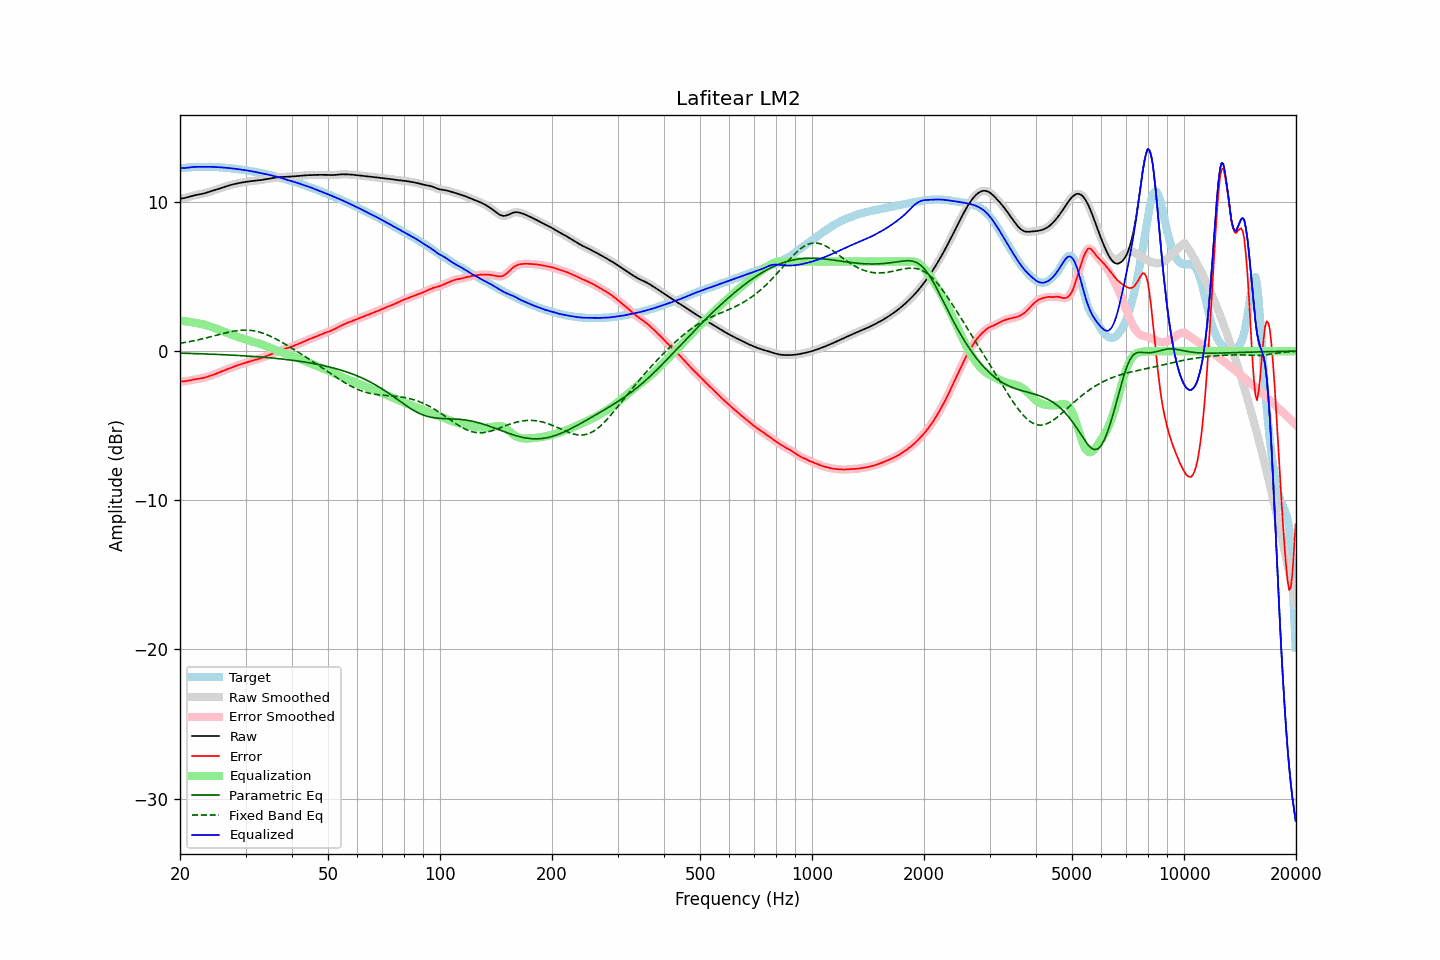 Lafitear LM2
Amplitude (dBr)
10
0
−10
−20
−30
Target
Raw Smoothed
Error Smoothed
Raw
Error
Equalization
Parametric Eq
Fixed Band Eq
Equalized
20 50 100 200 500 1000 2000 5000 10000 20000
Frequency (Hz)